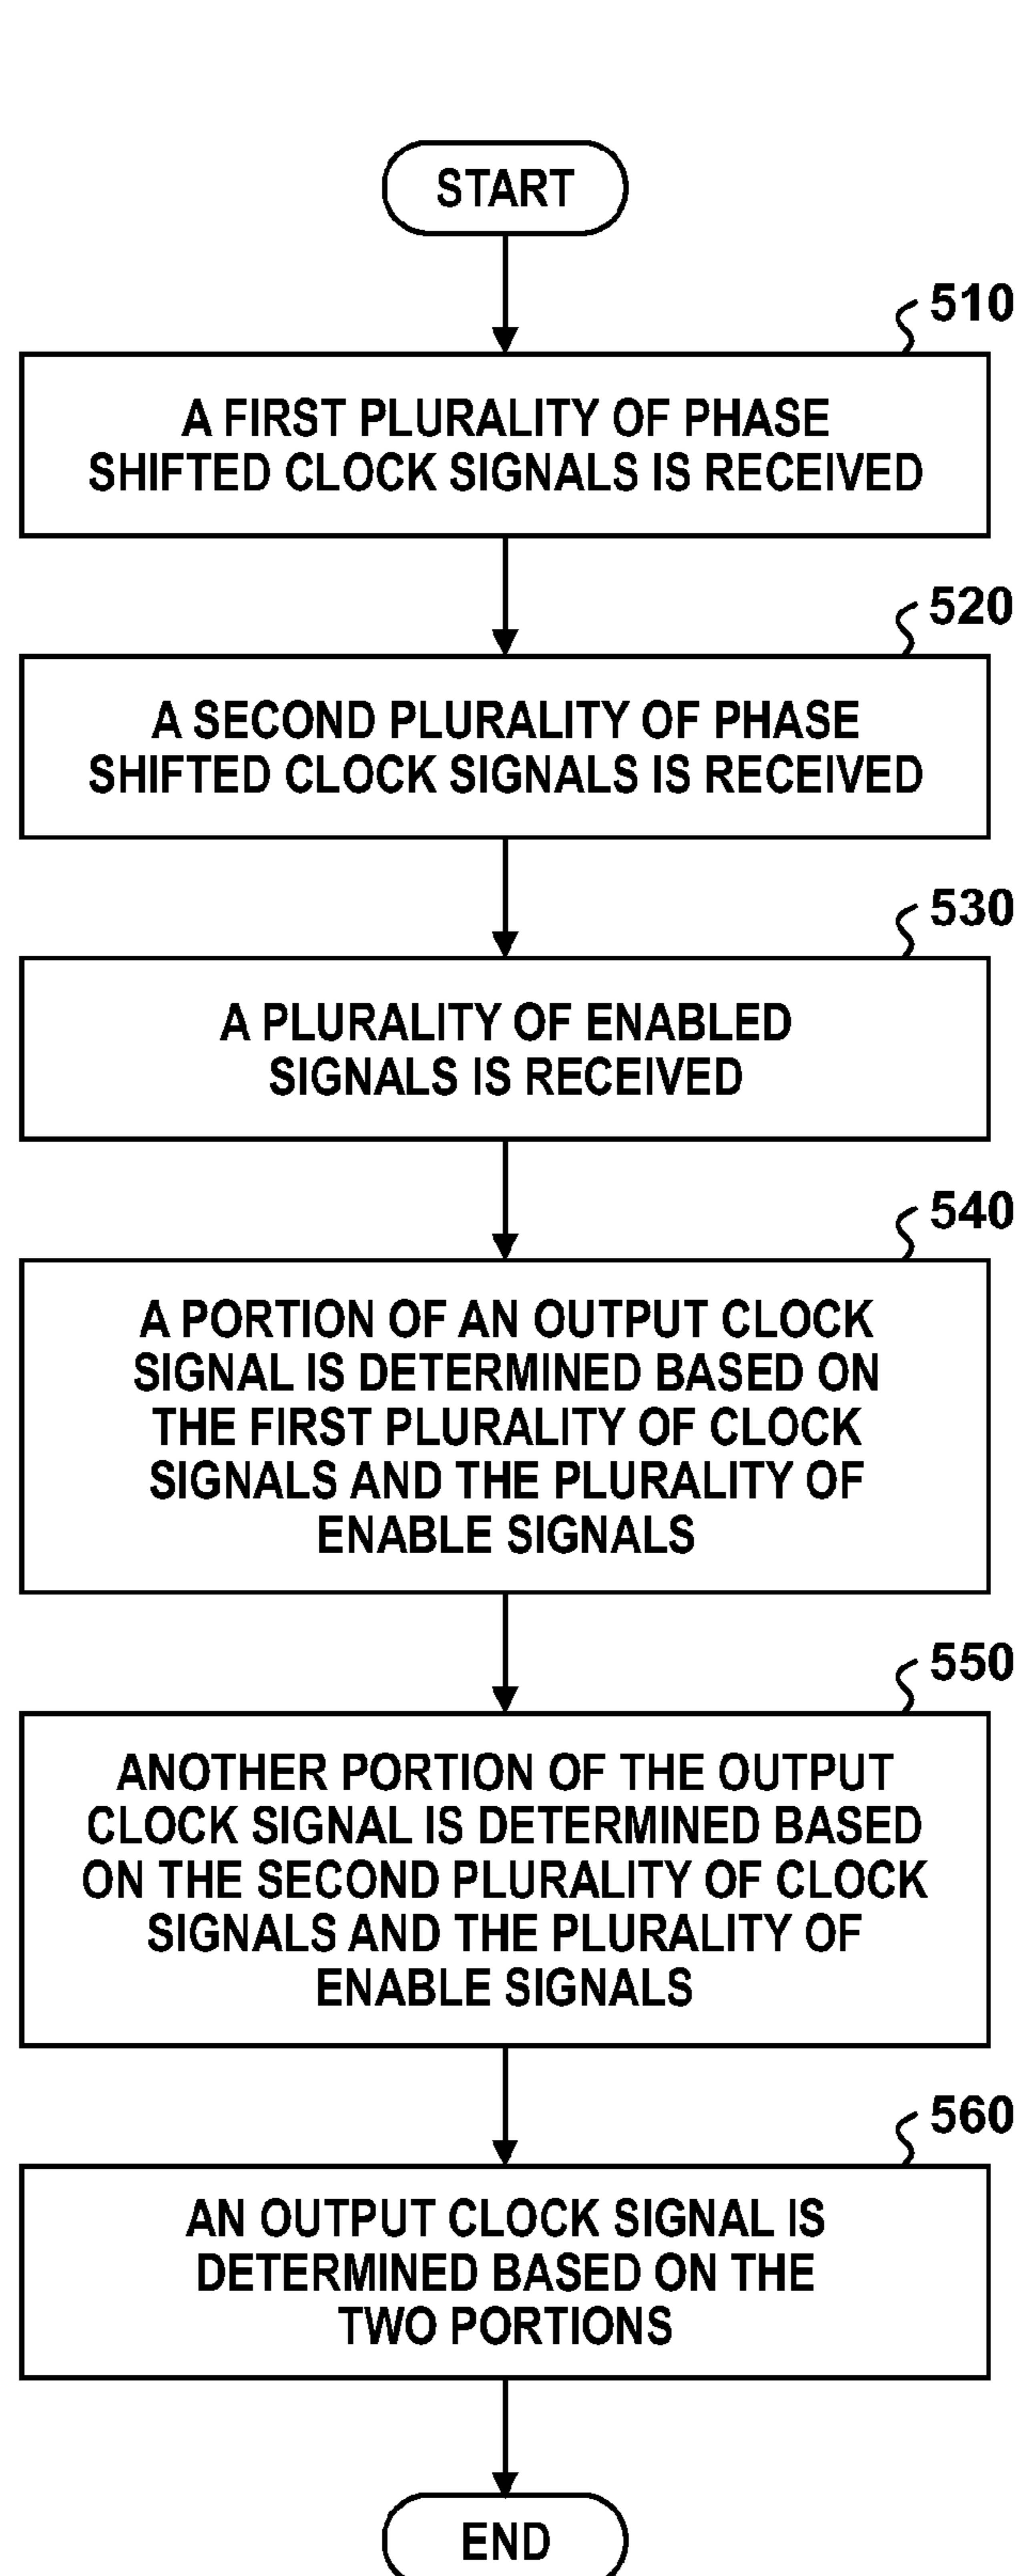 START
510
A FIRST PLURALITY OF PHASE
SHIFTED CLOCK SIGNALS IS RECEIVED
520
A SECOND PLURALITY OF PHASE
SHIFTED CLOCK SIGNALS IS RECEIVED
530
A PLURALITY OF ENABLED
SIGNALS IS RECEIVED
540
A PORTION OF AN OUTPUT CLOCK
SIGNAL IS DETERMINED BASED ON
THE FIRST PLURALITY OF CLOCK
SIGNALS AND THE PLURALITY OF
ENABLE SIGNALS
550
ANOTHER PORTION OF THE OUTPUT
CLOCK SIGNAL IS DETERMINED BASED
ON THE SECOND PLURALITY OF CLOCK
SIGNALS AND THE PLURALITY OF
ENABLE SIGNALS
560
AN OUTPUT CLOCK SIGNAL IS
DETERMINED BASED ON THE
TWO PORTIONS
END